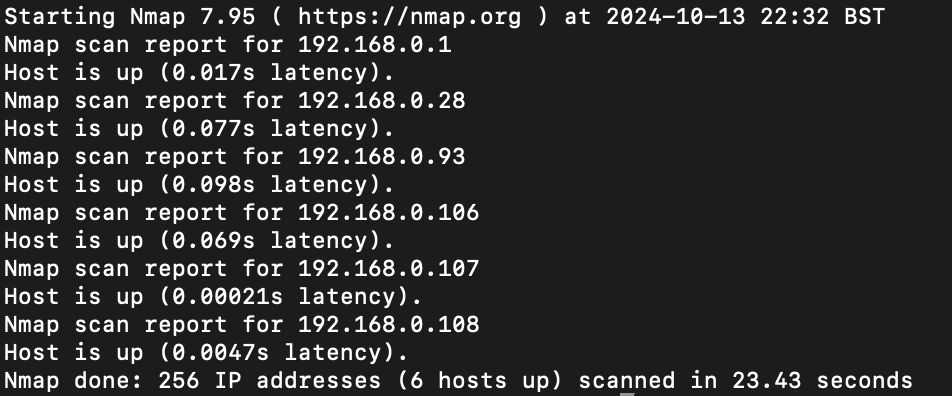 Starting Nmap 7.95 ( https://nmap.org ) at 2024-10-13 22:32 BST
Nmap scan report for 192.168.0.1
Host is up (0.017s latency).
Nmap scan report for 192.168.0.28
Host is up (0.077s latency).
Nmap scan report for 192.168.0.93
Host is up (0.098s latency).
Nmap scan report for 192.168.0.106
Host is up (0.069s latency).
Nmap scan report for 192.168.0.107
Host is up (0.00021s latency).
Nmap scan report for 192.168.0.108
Host is up (0.0047s latency).
Nmap done: 256 IP addresses (6 hosts up) scanned in 23.43 seconds